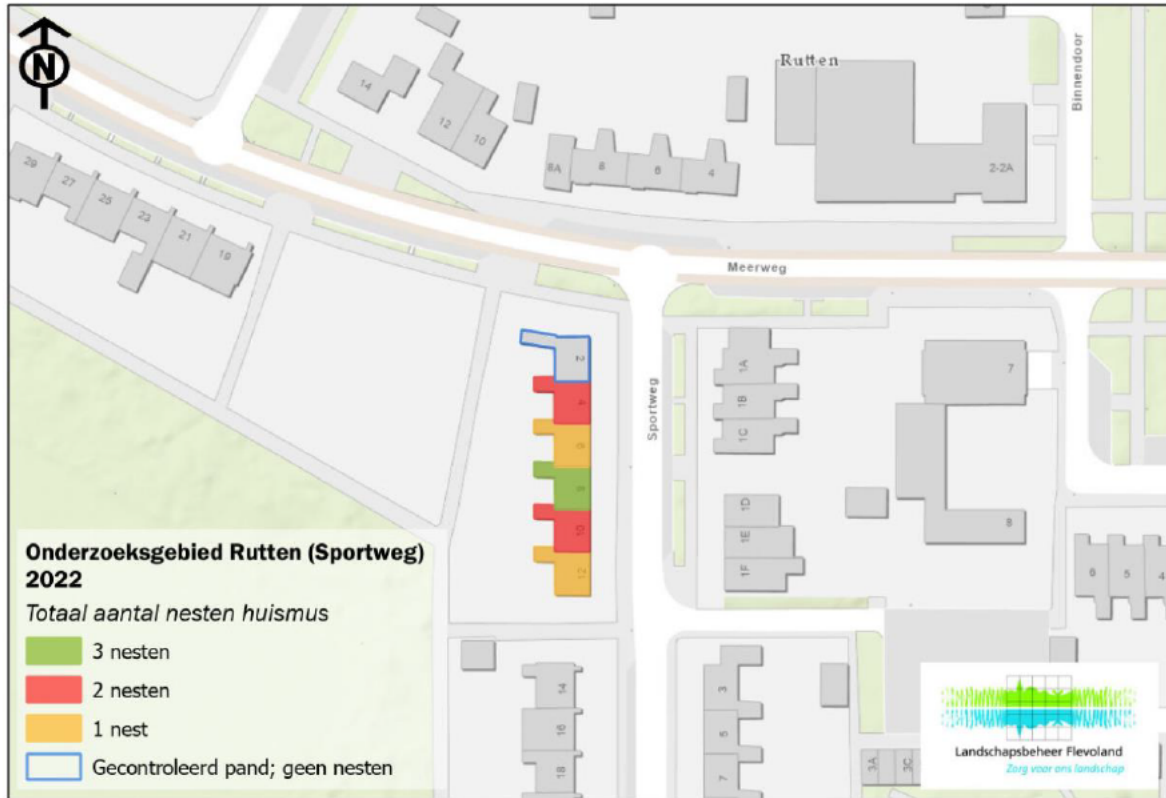 N
Rutten
Binnendoor
14
12
10
8A
8
6
4
2-2A
29
27
25
23
21
19
Meerweg
Sportweg
2
4
6
8
10
12
1A
1B
1C
1D
1E
1F
7
8
6
5
4
14
16
18
3
5
7
3A
3C
Onderzoeksgebied Rutten (Sportweg)
2022
Totaal aantal nesten huismus
3 nesten
2 nesten
1 nest
Gecontroleerd pand; geen nesten
Landschapsbeheer Flevoland
Zorg voor ons landschap